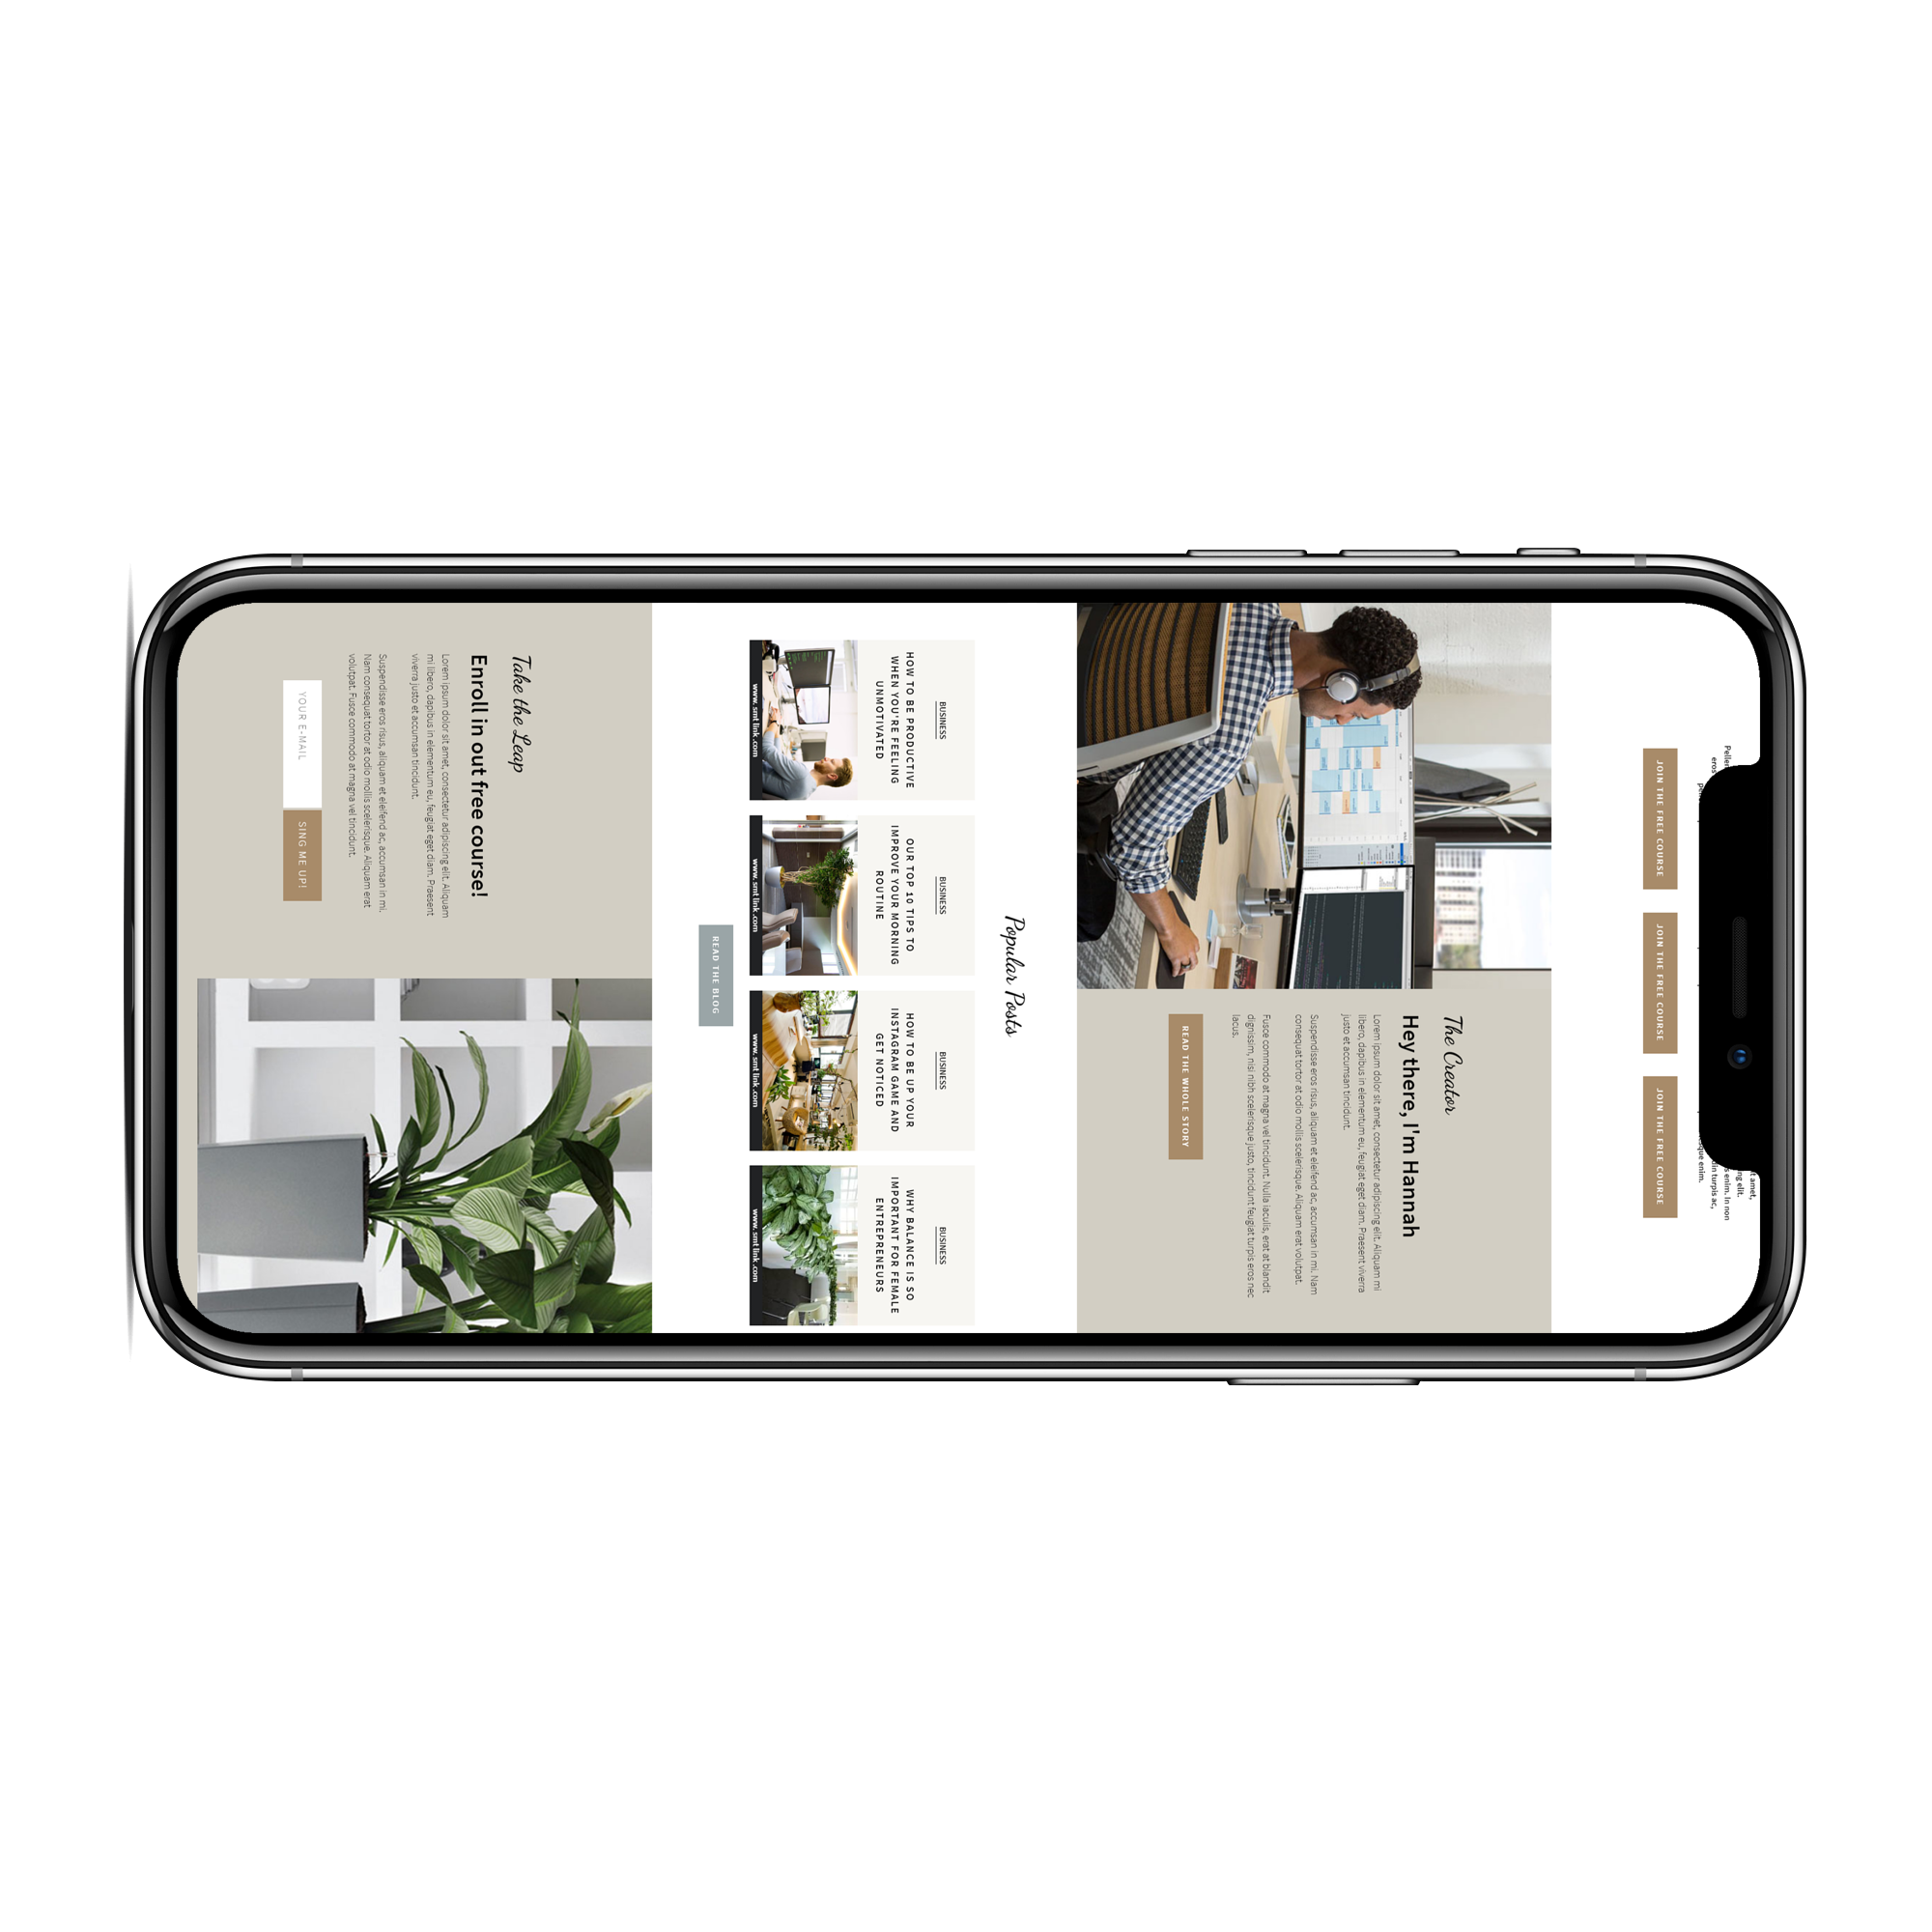 JOIN THE FREE COURSE
JOIN THE FREE COURSE
JOIN THE FREE COURSE
The Creator
Hey there, I'm Hannah
Lorem ipsum dolor sit amet, consectetur adipiscing elit. Aliquam mi
libero, dapibus in elementum eu, feugiat eget diam. Praesent viverra
justo et accumsan tincidunt.
Suspendisse eros risus, aliquam et eleifend ac, accumsan in mi. Nam
consequat tortor at odio mollis scelerisque. Aliquam erat volutpat.
Fusce commodo at magna vel tincidunt. Nulla iaculis, erat at blandit
dignissim, nisi nibh scelerisque justo, tincidunt feugiat turpis eros nec
lacus.
READ THE WHOLE STORY
Popular Posts
BUSINESS
HOW TO BE PRODUCTIVE
WHEN YOU'RE FEELING
UNMOTIVATED
www. smt link .com
BUSINESS
OUR TOP 10 TIPS TO
IMPROVE YOUR MORNING
ROUTINE
www. smt link .com
BUSINESS
HOW TO BE UP YOUR
INSTAGRAM GAME AND
GET NOTICED
www. smt link .com
BUSINESS
WHY BALANCE IS SO
IMPORTANT FOR FEMALE
ENTREPRENEURS
www. smt link .com
READ THE BLOG
Take the Leap
Enroll in out free course!
Lorem ipsum dolor sit amet, consectetur adipiscing elit. Aliquam
mi libero, dapibus in elementum eu, feugiat eget diam. Praesent
viverra justo et accumsan tincidunt.
Suspendisse eros risus, aliquam et eleifend ac, accumsan in mi.
Nam consequat tortor at odio mollis scelerisque. Aliquam erat
volutpat. Fusce commodo at magna vel tincidunt.
YOUR E-MAIL
SING ME UP!